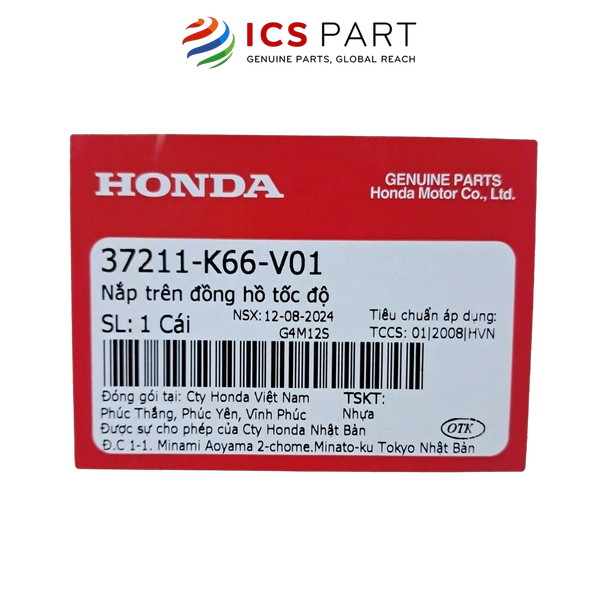 ICS PART
GENUINE PARTS, GLOBAL REACH
HONDA
GENUINE PARTS
Honda Motor Co., Ltd.
37211-K66-V01
Nắp trên đồng hồ tốc độ
SL: 1 Cái
NSX: 12-08-2024
G4M12S
Tiêu chuẩn áp dụng:
TCCS: 01|2008|HVN
Đóng gói tại: Cty Honda Việt Nam
Phúc Thắng, Phúc Yên, Vĩnh Phúc
TSKT:
Nhựa
Được sự cho phép của Cty Honda Nhật Bản
Đ.C 1-1. Minami Aoyama 2-chome.Minato-ku Tokyo Nhật Bản
OTK